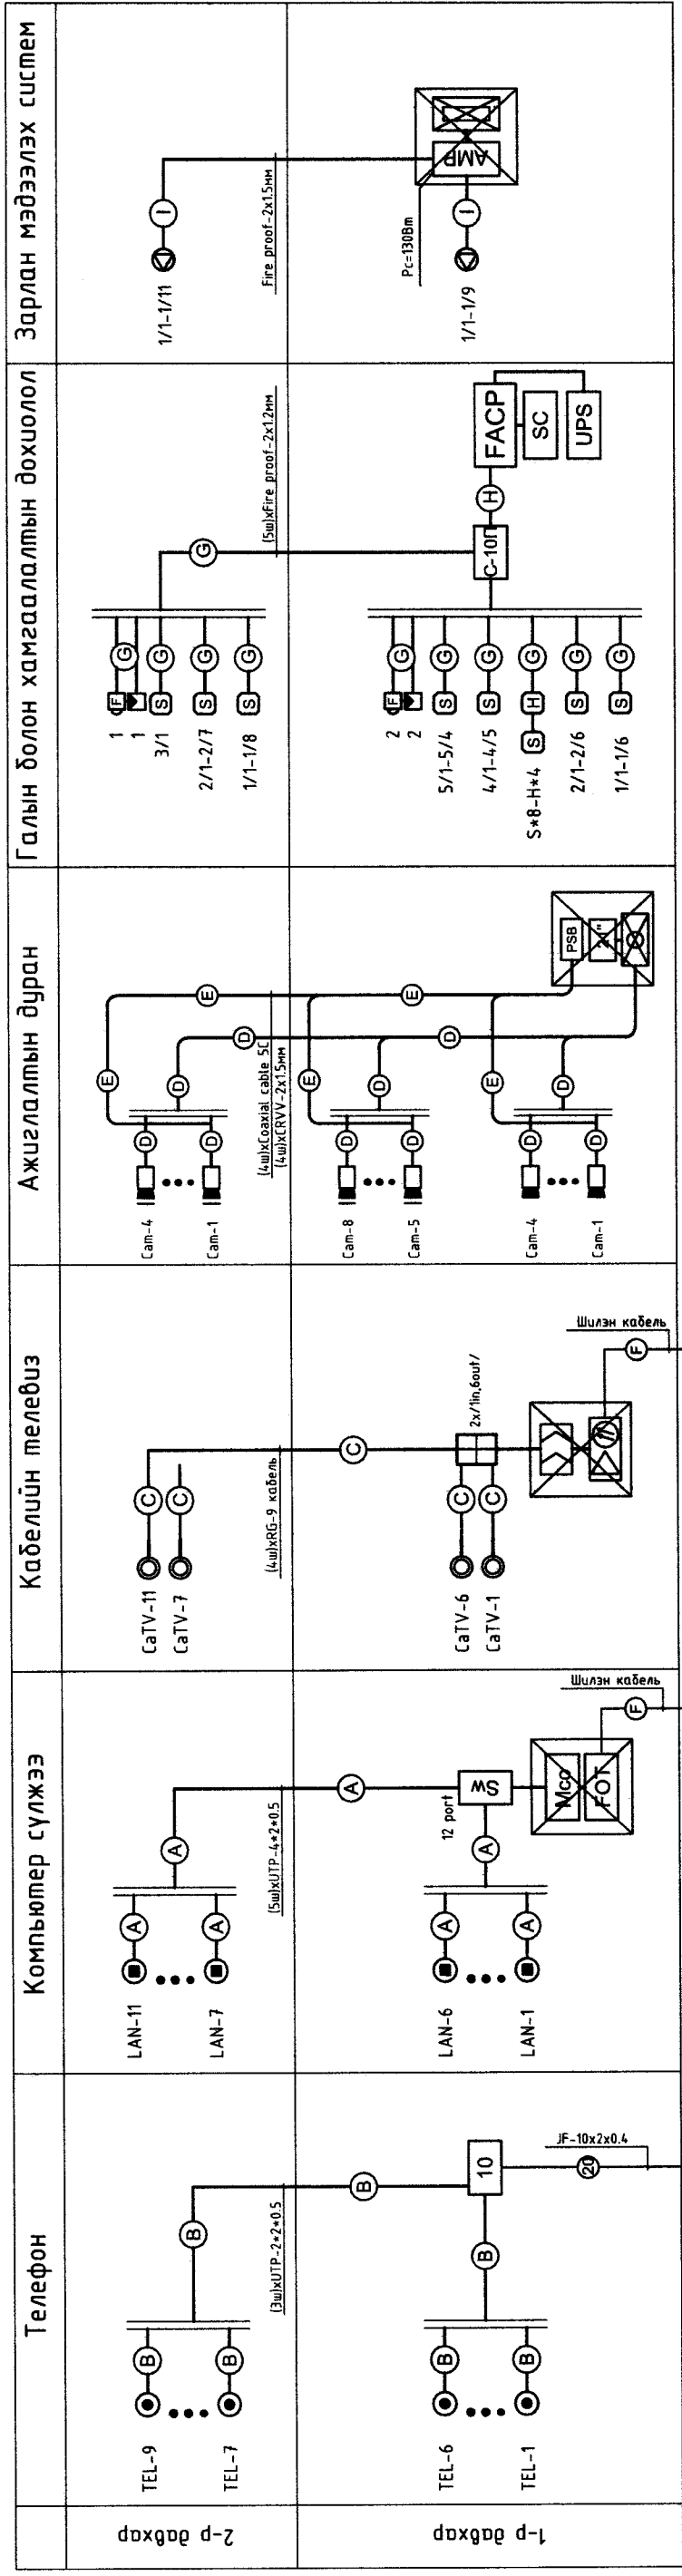 Телефон
Компьютер сүлжээ
Кабелийн телевиз
Ажиглалтын дуран
Галын болон хамгаалалтын дохиолол
Зарлан мэдээлэх систем
2-р давхар
TEL-9
B
TEL-7
B
B
(3ш)xUTP-2*2*0.5
LAN-11
A
LAN-7
A
A
(5ш)xUTP-4*2*0.5
CaTV-11
C
CaTV-7
C
(4ш)xRG-9 кабель
Cam-4
D
Cam-1
D
D
E
E
D
(4ш)xCoaxial cable 5C
(4ш)xCRVV-2x1.5мм
1
F
1
G
3/1
S
G
2/1-2/7
S
G
1/1-1/8
S
G
G
(5ш)xFire proof-2x1.2мм
1/1-1/11
I
Fire proof-2x1.5мм
1-р давхар
TEL-6
B
TEL-1
B
B
B
10
20
JF-10x2x0.4
LAN-6
A
LAN-1
A
A
A
12 port
Sw
Mco
FOT
F
Шилэн кабель
CaTV-6
C
CaTV-1
C
C
2x/1in,6out/
F
Шилэн кабель
Cam-8
D
Cam-5
D
D
E
E
D
Cam-4
D
Cam-1
D
D
E
PSB
21"
2
F
2
G
5/1-5/4
S
G
4/1-4/5
S
G
S*8-H*4
S
H
G
2/1-2/6
S
G
1/1-1/6
S
G
С-10П
H
FACP
SC
UPS
1/1-1/9
I
Pc=130Вт
AMP